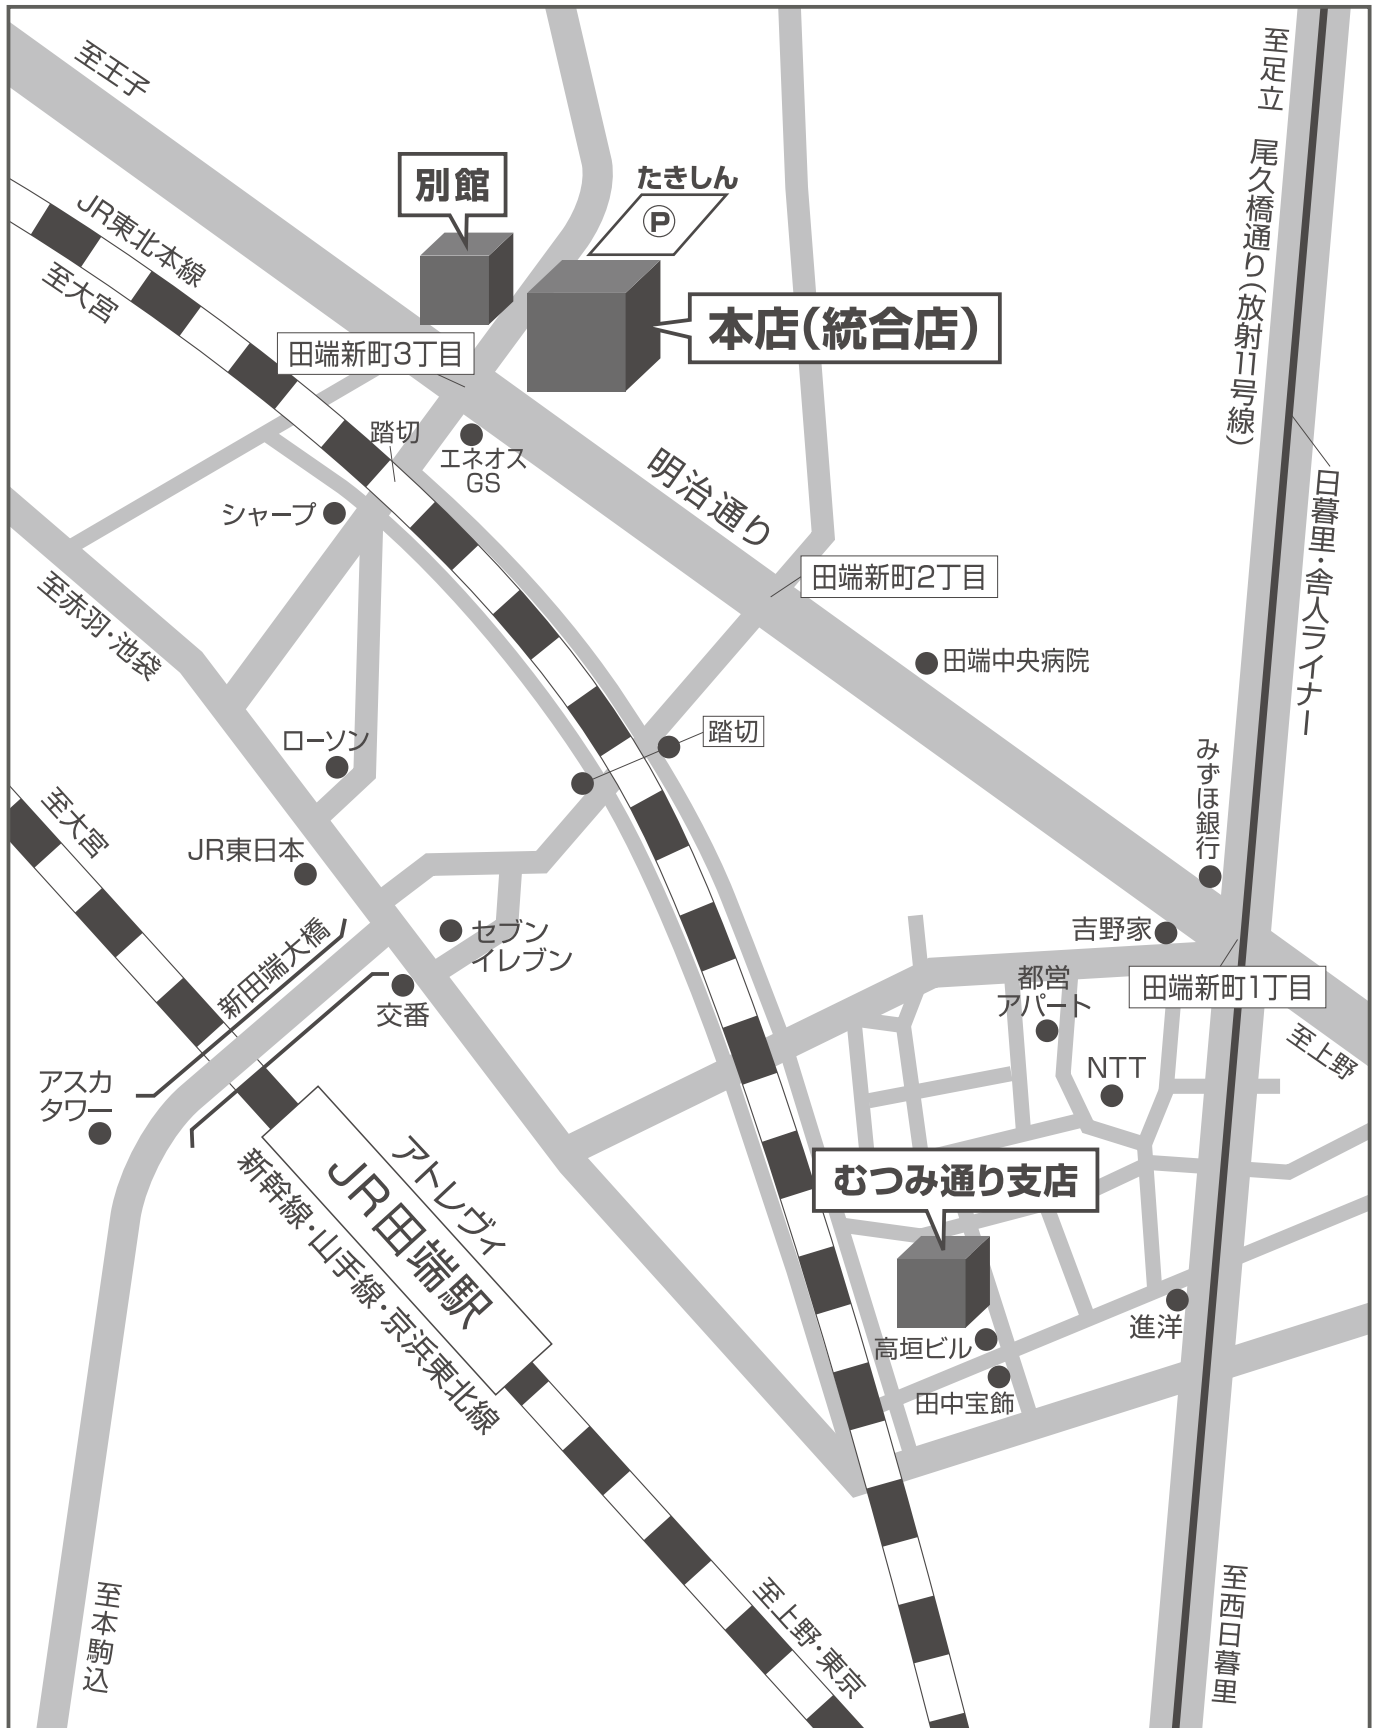 至王子
至足立
尾久橋通り(放射11号線)
別館
たきしん
P
JR東北本線
至大宮
本店(統合店)
田端新町3丁目
踏切
エネオス
GS
明治通り
シャープ
日暮里・舎人ライナー
田端新町2丁目
至赤羽・池袋
田端中央病院
踏切
ローソン
みずほ銀行
至大宮
JR東日本
新田端大橋
セブン
イレブン
吉野家
都営
アパート
田端新町1丁目
交番
至上野
アスカ
タワー
NTT
アトレヴィ
JR田端駅
新幹線・山手線・京浜東北線
むつみ通り支店
進洋
高垣ビル
田中宝飾
至本駒込
至上野・東京
至西日暮里